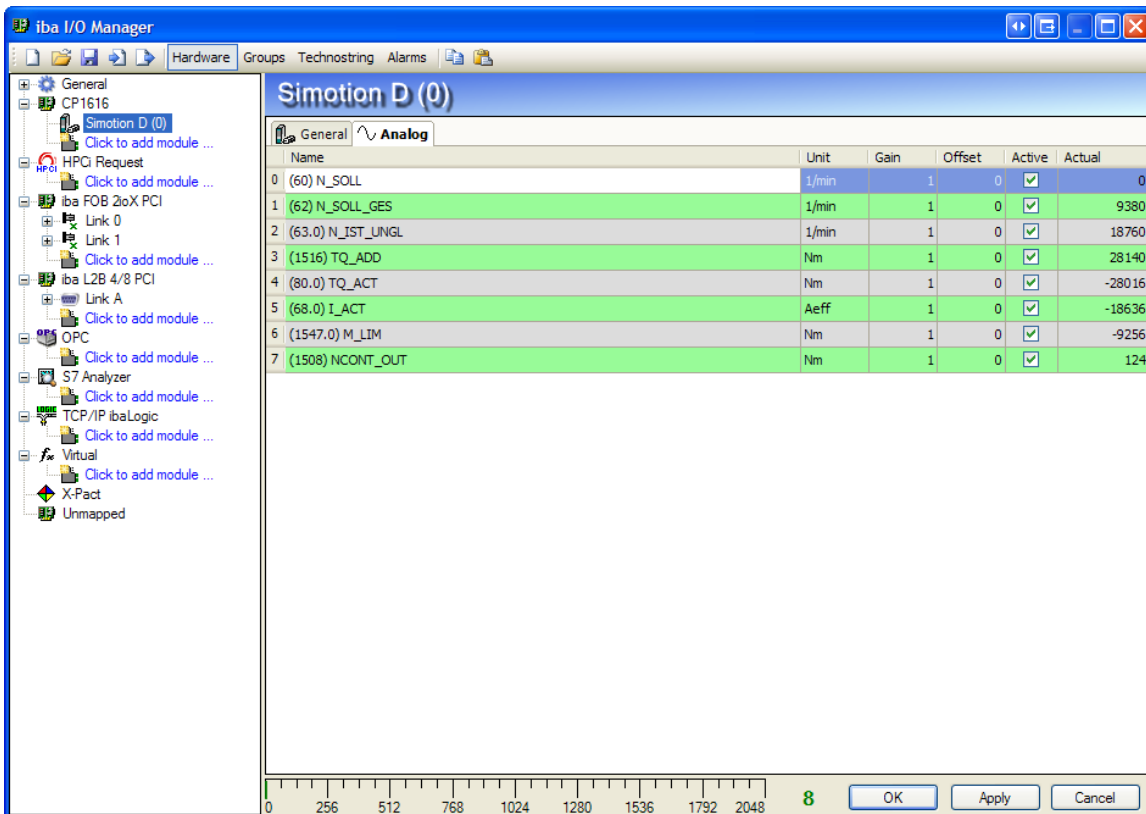 iba I/O Manager
Hardware Groups Technostring Alarms
General
CP1616
Simotion D (0)
Click to add module ...
HPCi Request
Click to add module ...
iba FOB 2ioX PCI
Link 0
Link 1
Click to add module ...
iba L2B 4/8 PCI
Link A
Click to add module ...
OPC
Click to add module ...
S7 Analyzer
Click to add module ...
TCP/IP ibaLogic
Click to add module ...
Virtual
Click to add module ...
X-Pact
Unmapped
Simotion D (0)
General Analog
Name Unit Gain Offset Active Actual
0 (60) N_SOLL 1/min 1 0 0
1 (62) N_SOLL_GES 1/min 1 0 9380
2 (63.0) N_IST_UNGL 1/min 1 0 18760
3 (1516) TQ_ADD Nm 1 0 28140
4 (80.0) TQ_ACT Nm 1 0 -28016
5 (68.0) I_ACT Aeff 1 0 -18636
6 (1547.0) M_LIM Nm 1 0 -9256
7 (1508) NCONT_OUT Nm 1 0 124
0 256 512 768 1024 1280 1536 1792 2048 8 OK Apply Cancel